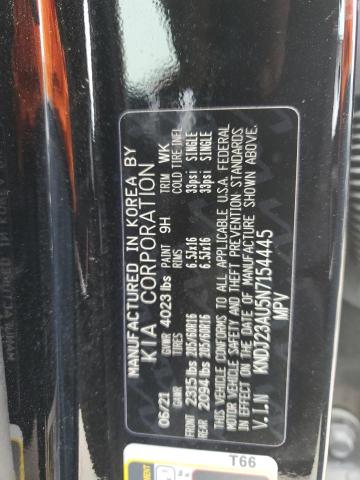 MANUFACTURED IN KOREA BY
KIA CORPORATION
06/21 GVWR 4023 lbs PAINT 9H TRIM WK
GAWR RIMS COLD TIRE INFL
FRONT 2315 lbs 205/60R16 6.5Jx16 33psi SINGLE
REAR 2094 lbs 205/60R16 6.5Jx16 33psi SINGLE
THIS VEHICLE CONFORMS TO ALL APPLICABLE U.S.A. FEDERAL
MOTOR VEHICLE SAFETY AND THEFT PREVENTION STANDARDS
IN EFFECT ON THE DATE OF MANUFACTURE SHOWN ABOVE.
V.I.N KNDJ23AU5N7154445
MPV
T66